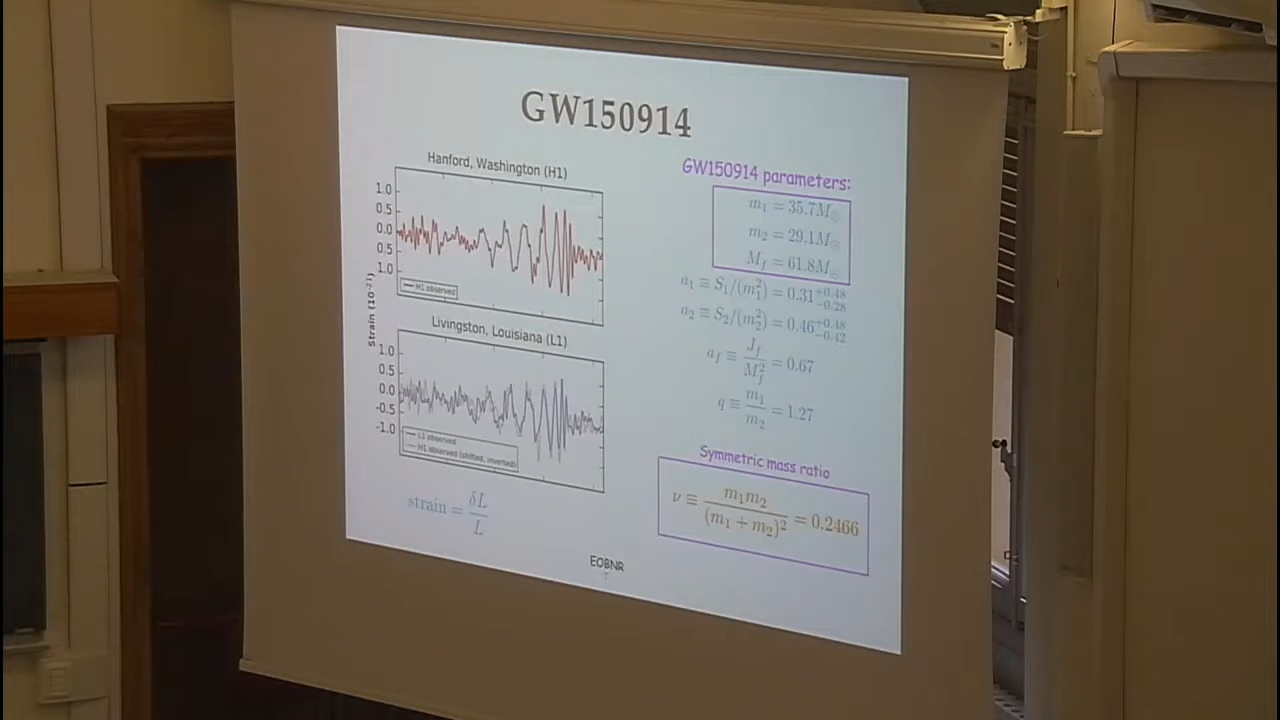 GW150914
Hanford, Washington (H1)
1.0
0.5
0.0
0.5
1.0
H1 observed
Strain (10⁻²¹)
Livingston, Louisiana (L1)
1.0
0.5
0.0
-0.5
-1.0
L1 observed
H1 observed (shifted, inverted)
strain = δL / L
GW150914 parameters:
m₁ = 35.7M☉
m₂ = 29.1M☉
M_f = 61.8M☉
a₁ ≡ S₁/(m₁²) = 0.31 +0.48 −0.28
a₂ ≡ S₂/(m₂²) = 0.46 +0.48 −0.42
a_f ≡ J_f / M_f² = 0.67
q ≡ m₁ / m₂ = 1.27
Symmetric mass ratio
ν ≡ m₁m₂ / (m₁ + m₂)² = 0.2466
EOBNR
7